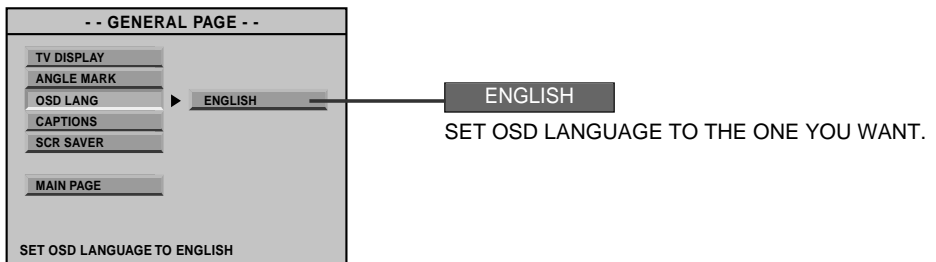 - - GENERAL PAGE - -
TV DISPLAY
ANGLE MARK
OSD LANG
ENGLISH
CAPTIONS
SCR SAVER
MAIN PAGE
SET OSD LANGUAGE TO ENGLISH
ENGLISH
SET OSD LANGUAGE TO THE ONE YOU WANT.